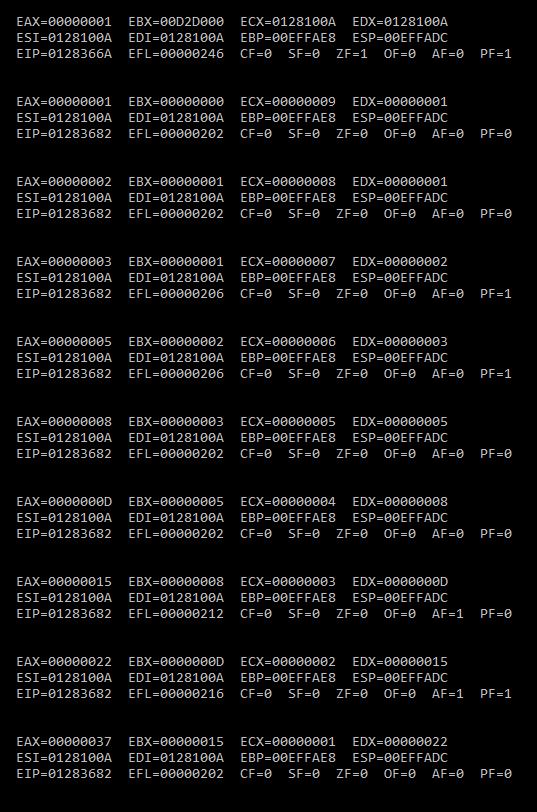 EAX=00000001  EBX=00D2D000  ECX=0128100A  EDX=0128100A
ESI=0128100A  EDI=0128100A  EBP=00EFFAE8  ESP=00EFFADC
EIP=0128366A  EFL=00000246  CF=0  SF=0  ZF=1  OF=0  AF=0  PF=1
EAX=00000001  EBX=00000000  ECX=00000009  EDX=00000001
ESI=0128100A  EDI=0128100A  EBP=00EFFAE8  ESP=00EFFADC
EIP=01283682  EFL=00000202  CF=0  SF=0  ZF=0  OF=0  AF=0  PF=0
EAX=00000002  EBX=00000001  ECX=00000008  EDX=00000001
ESI=0128100A  EDI=0128100A  EBP=00EFFAE8  ESP=00EFFADC
EIP=01283682  EFL=00000202  CF=0  SF=0  ZF=0  OF=0  AF=0  PF=0
EAX=00000003  EBX=00000001  ECX=00000007  EDX=00000002
ESI=0128100A  EDI=0128100A  EBP=00EFFAE8  ESP=00EFFADC
EIP=01283682  EFL=00000206  CF=0  SF=0  ZF=0  OF=0  AF=0  PF=1
EAX=00000005  EBX=00000002  ECX=00000006  EDX=00000003
ESI=0128100A  EDI=0128100A  EBP=00EFFAE8  ESP=00EFFADC
EIP=01283682  EFL=00000206  CF=0  SF=0  ZF=0  OF=0  AF=0  PF=1
EAX=00000008  EBX=00000003  ECX=00000005  EDX=00000005
ESI=0128100A  EDI=0128100A  EBP=00EFFAE8  ESP=00EFFADC
EIP=01283682  EFL=00000202  CF=0  SF=0  ZF=0  OF=0  AF=0  PF=0
EAX=0000000D  EBX=00000005  ECX=00000004  EDX=00000008
ESI=0128100A  EDI=0128100A  EBP=00EFFAE8  ESP=00EFFADC
EIP=01283682  EFL=00000202  CF=0  SF=0  ZF=0  OF=0  AF=0  PF=0
EAX=00000015  EBX=00000008  ECX=00000003  EDX=0000000D
ESI=0128100A  EDI=0128100A  EBP=00EFFAE8  ESP=00EFFADC
EIP=01283682  EFL=00000212  CF=0  SF=0  ZF=0  OF=0  AF=1  PF=0
EAX=00000022  EBX=0000000D  ECX=00000002  EDX=00000015
ESI=0128100A  EDI=0128100A  EBP=00EFFAE8  ESP=00EFFADC
EIP=01283682  EFL=00000216  CF=0  SF=0  ZF=0  OF=0  AF=1  PF=1
EAX=00000037  EBX=00000015  ECX=00000001  EDX=00000022
ESI=0128100A  EDI=0128100A  EBP=00EFFAE8  ESP=00EFFADC
EIP=01283682  EFL=00000202  CF=0  SF=0  ZF=0  OF=0  AF=0  PF=0